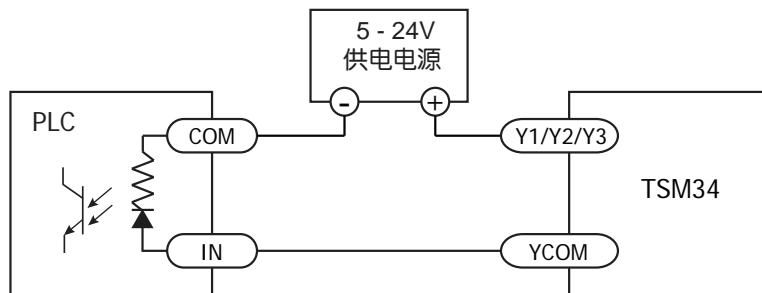 5 - 24V
供电电源
-
+
PLC
COM
Y1/Y2/Y3
TSM34
IN
YCOM